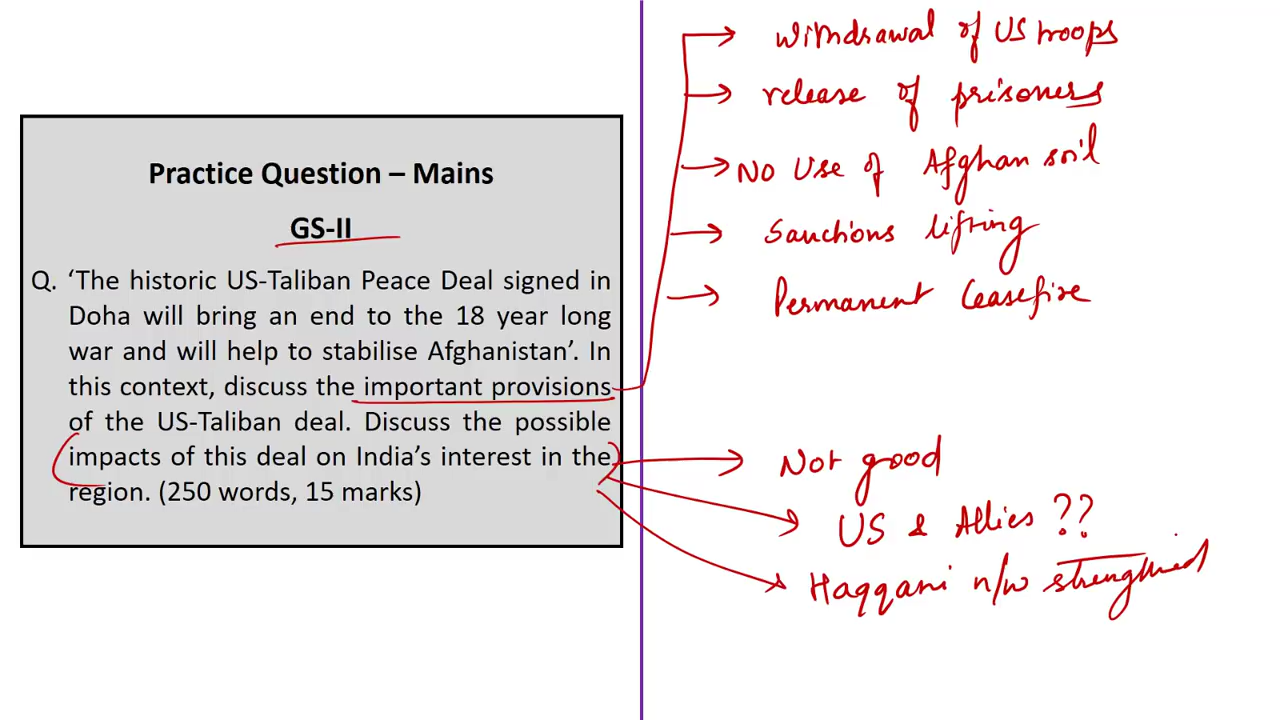 Practice Question – Mains
GS-II
Q. ‘The historic US-Taliban Peace Deal signed in
Doha will bring an end to the 18 year long
war and will help to stabilise Afghanistan’. In
this context, discuss the important provisions
of the US-Taliban deal. Discuss the possible
impacts of this deal on India’s interest in the
region. (250 words, 15 marks)
withdrawal of US troops
release of prisoners
No Use of Afghan soil
Sanctions lifting
Permanent Ceasefire
Not good
US & Allies ??
Haqqani n/w strengthned